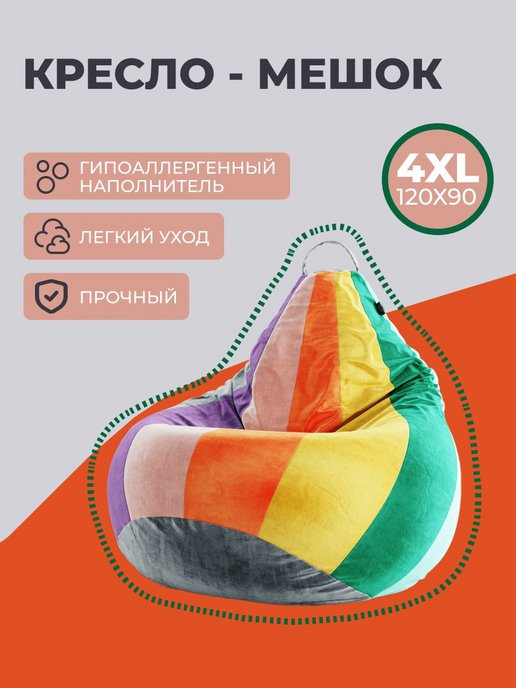 КРЕСЛО - МЕШОК
ГИПОАЛЛЕРГЕННЫЙ
НАПОЛНИТЕЛЬ
ЛЕГКИЙ УХОД
ПРОЧНЫЙ
4XL
120X90